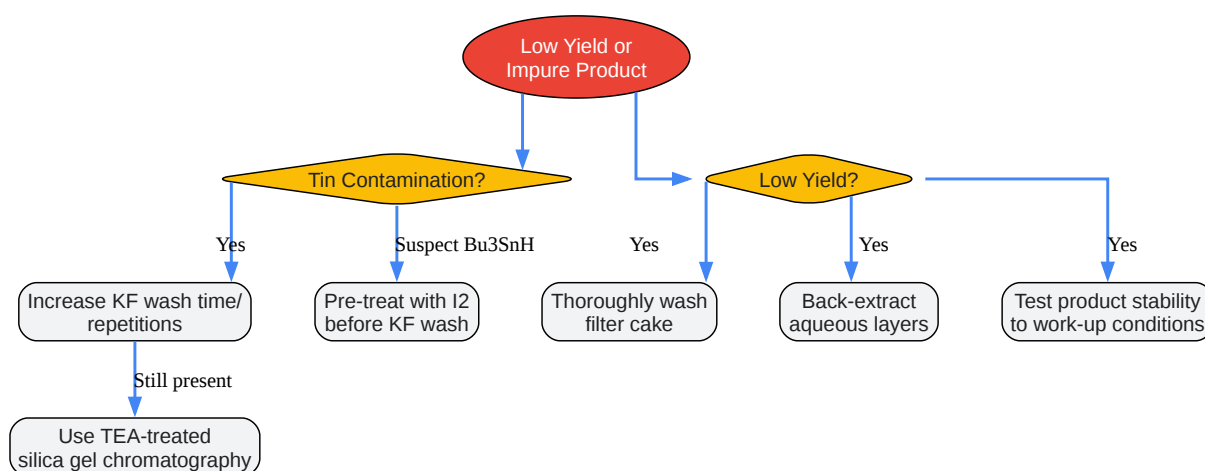 Low Yield or
Impure Product
Tin Contamination?
Low Yield?
Yes
Suspect Bu3SnH
Yes
Yes
Yes
Increase KF wash time/
repetitions
Pre-treat with I2
before KF wash
Thoroughly wash
filter cake
Back-extract
aqueous layers
Test product stability
to work-up conditions
Still present
Use TEA-treated
silica gel chromatography